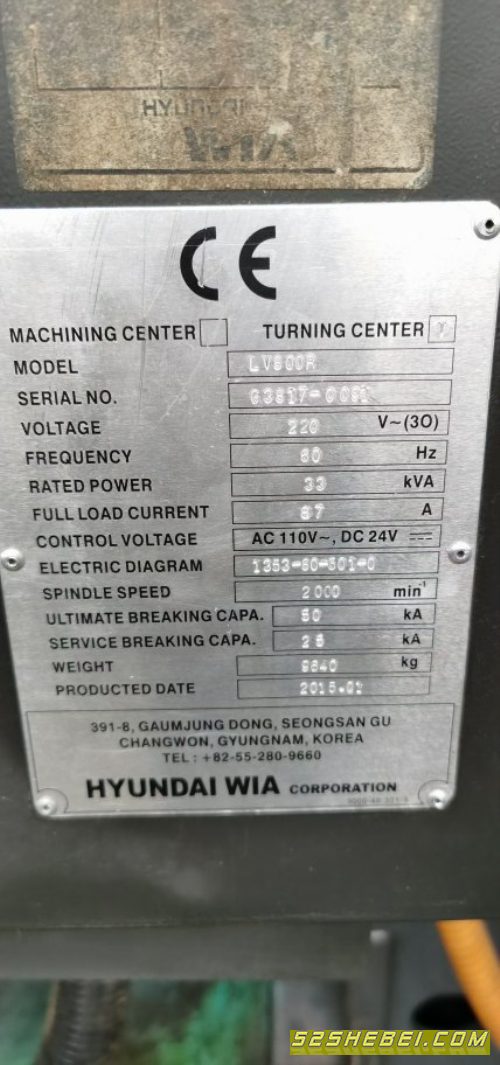 HYUNDAI
WIA
CE
MACHINING CENTER
TURNING CENTER
MODEL LV800R
SERIAL NO.
VOLTAGE 220 V~(3O)
FREQUENCY 60 Hz
RATED POWER 33 kVA
FULL LOAD CURRENT 87 A
CONTROL VOLTAGE AC 110V~, DC 24V
ELECTRIC DIAGRAM
SPINDLE SPEED 2000 min⁻¹
ULTIMATE BREAKING CAPA. 50 kA
SERVICE BREAKING CAPA. 25 kA
WEIGHT kg
PRODUCTED DATE
391-8, GAUMJUNG DONG, SEONGSAN GU
CHANGWON, GYUNGNAM, KOREA
TEL : +82-55-280-9660
HYUNDAI WIA CORPORATION
52SHEBEI.COM